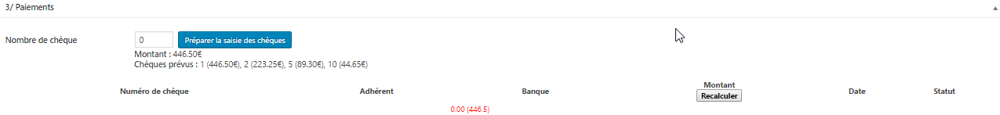 3/ Paiements
Nombre de chèque 0 Préparer la saisie des chèques
Montant : 446.50€
Chèques prévus : 1 (446.50€), 2 (223.25€), 5 (89.30€), 10 (44.65€)
Numéro de chèque Adhérent Banque Montant Date Statut
Recalculer
0.00 (446.5)